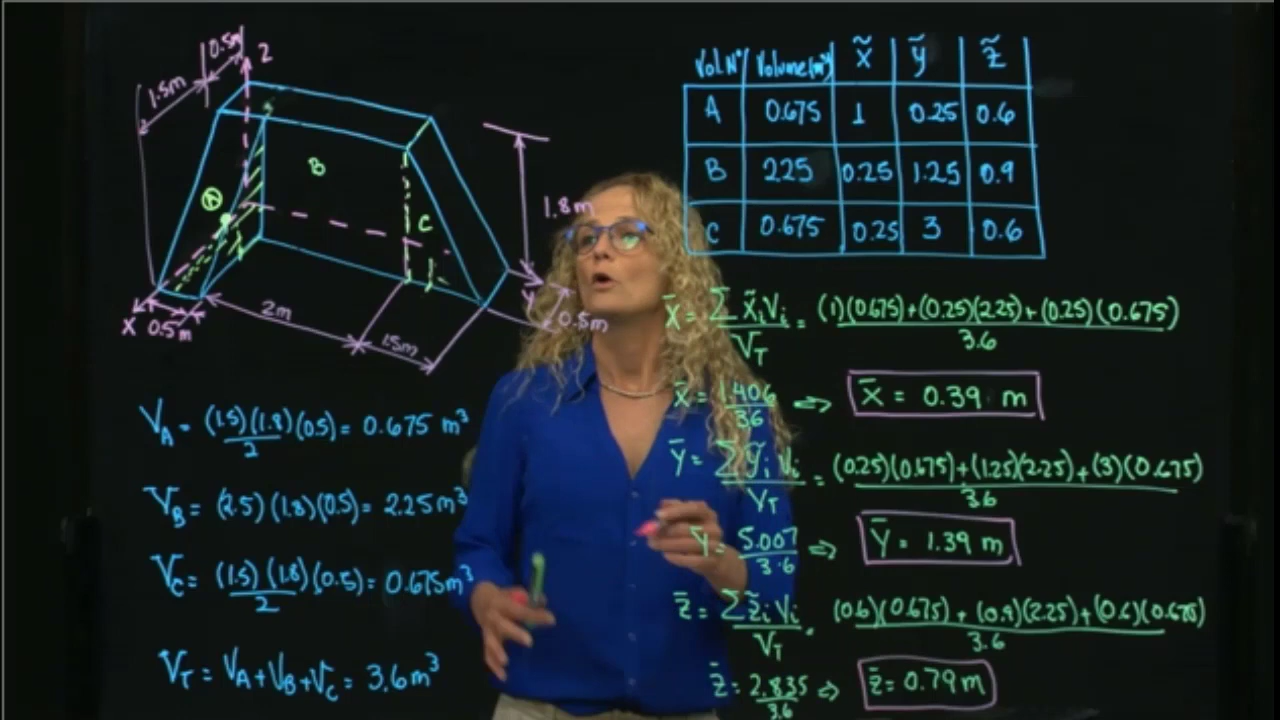 0.5m
Z
1.5m
B
A
C
1.8m
Y
X 0.5m
2m
1.5m
0.5m
V_A = (1.5)(1.8)/2 (0.5) = 0.675 m³
V_B = (2.5)(1.8)(0.5) = 2.25 m³
V_C = (1.5)(1.8)/2 (0.5) = 0.675 m³
V_T = V_A + V_B + V_C = 3.6 m³
Vol. N° Volume (m³) x̃ ỹ z̃
A 0.675 1 0.25 0.6
B 2.25 0.25 1.25 0.9
C 0.675 0.25 3 0.6
X̄ = Σ x̃ᵢ Vᵢ / V_T = (1)(0.675) + (0.25)(2.25) + (0.25)(0.675) / 3.6
X̄ = 1.406 / 3.6 ⇒ X̄ = 0.39 m
Ȳ = Σ ỹᵢ Vᵢ / V_T = (0.25)(0.675) + (1.25)(2.25) + (3)(0.675) / 3.6
Ȳ = 5.007 / 3.6 ⇒ Ȳ = 1.39 m
z̄ = Σ z̃ᵢ Vᵢ / V_T = (0.6)(0.675) + (0.9)(2.25) + (0.6)(0.675) / 3.6
z̄ = 2.835 / 3.6 ⇒ z̄ = 0.79 m